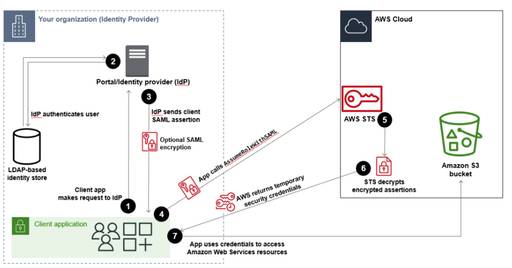 Your organization (Identity Provider)
AWS Cloud
2
Portal/Identity provider (IdP)
3
IdP sends client
SAML assertion
IdP authenticates user
Optional SAML
encryption
LDAP-based
identity store
Client app
makes request to IdP
1
App calls AssumeRoleWithSAML
AWS STS
5
Amazon S3
bucket
6
STS decrypts
encrypted assertions
AWS returns temporary
security credentials
4
Client application
7
App uses credentials to access
Amazon Web Services resources